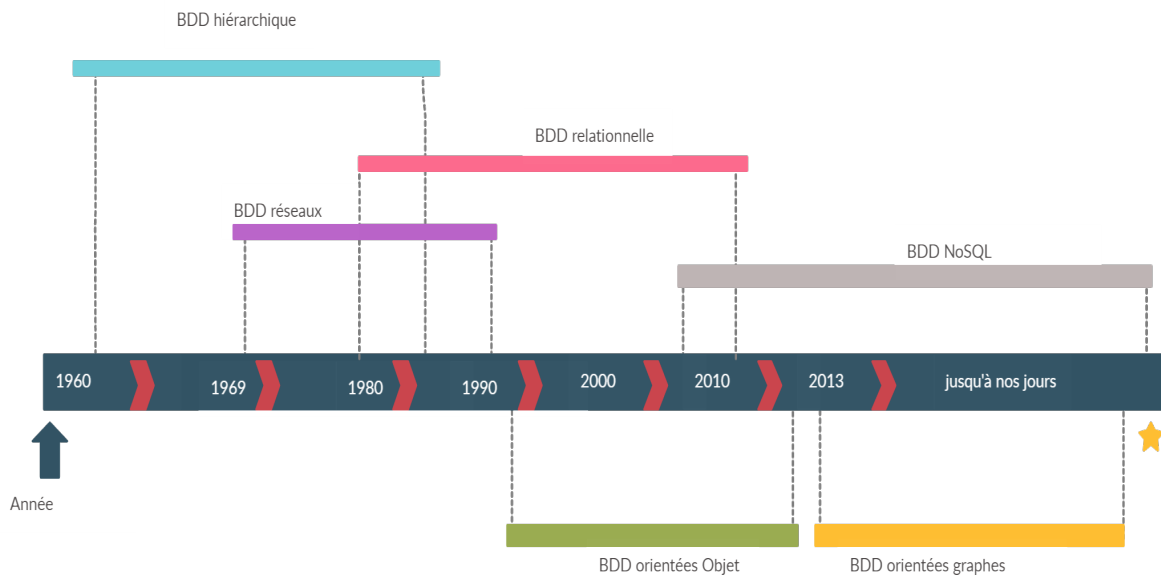 BDD hiérarchique
BDD relationnelle
BDD réseaux
BDD NoSQL
1960
1969
1980
1990
2000
2010
2013
jusqu'à nos jours
Année
BDD orientées Objet
BDD orientées graphes